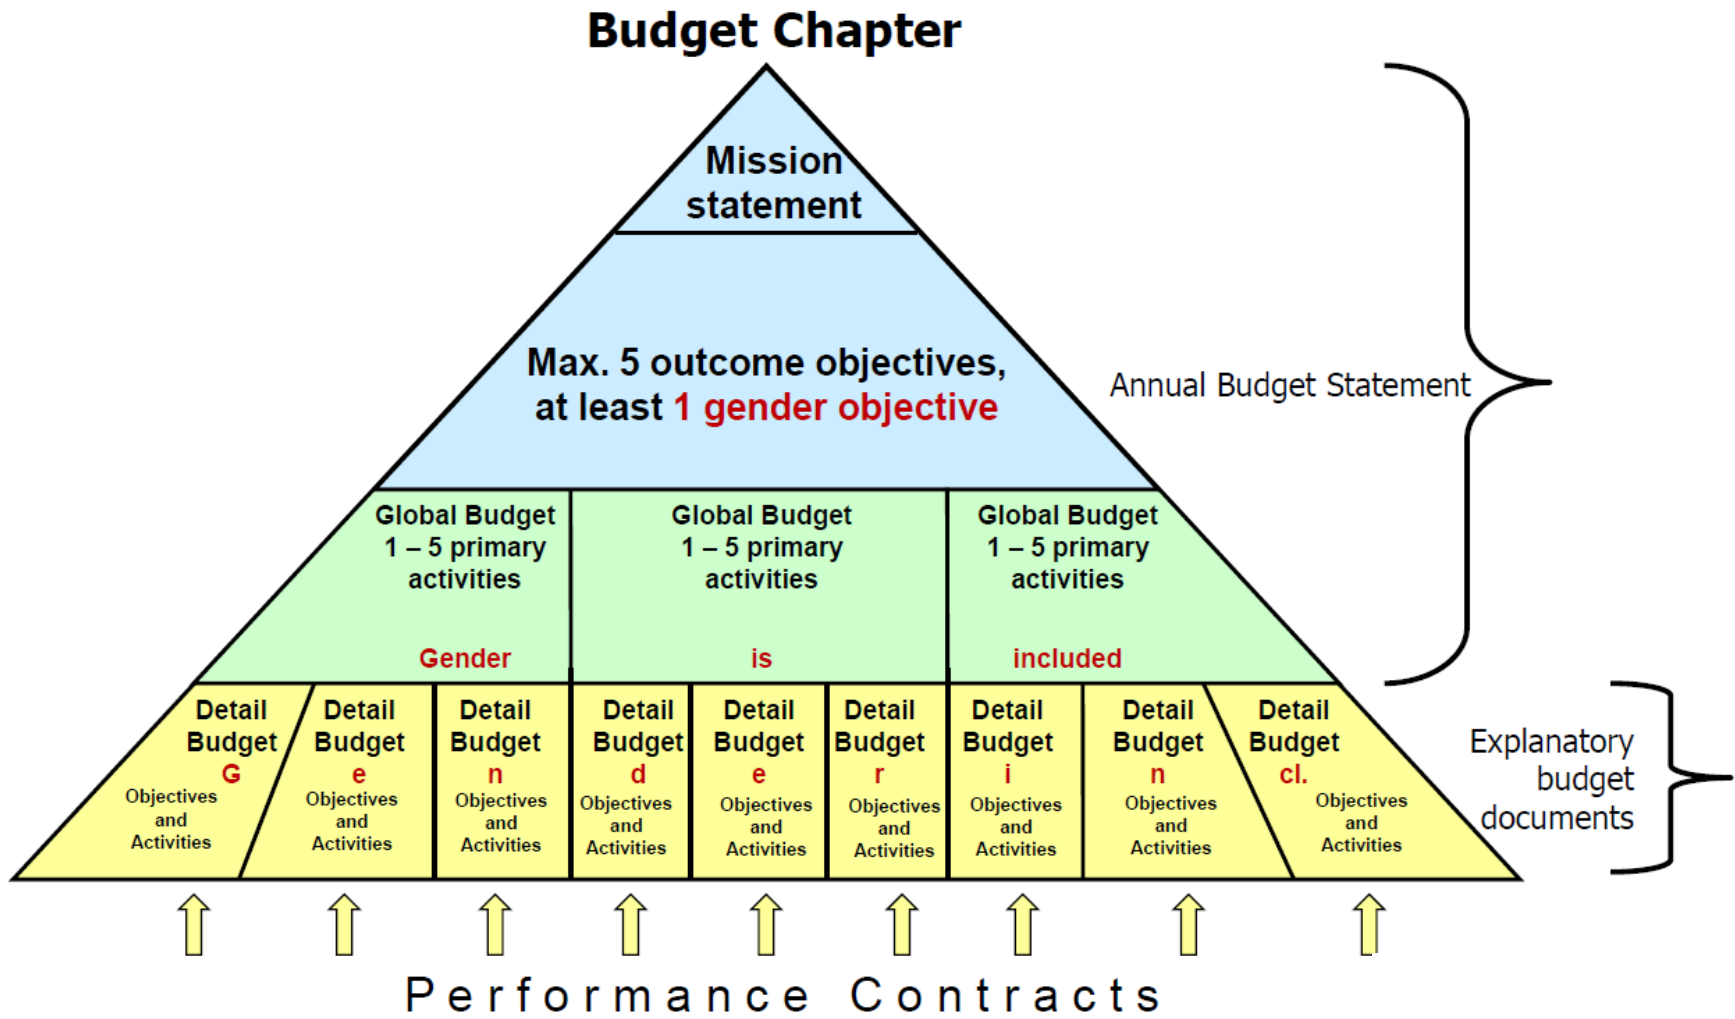 Budget Chapter
Mission
statement
Max. 5 outcome objectives,
at least 1 gender objective
Annual Budget Statement
Global Budget
1 – 5 primary
activities
Gender
Global Budget
1 – 5 primary
activities
is
Global Budget
1 – 5 primary
activities
included
Detail
Budget
G
Objectives
and
Activities
Detail
Budget
e
Objectives
and
Activities
Detail
Budget
n
Objectives
and
Activities
Detail
Budget
d
Objectives
and
Activities
Detail
Budget
e
Objectives
and
Activities
Detail
Budget
r
Objectives
and
Activities
Detail
Budget
i
Objectives
and
Activities
Detail
Budget
n
Objectives
and
Activities
Detail
Budget
cl.
Objectives
and
Activities
Explanatory
budget
documents
Performance Contracts